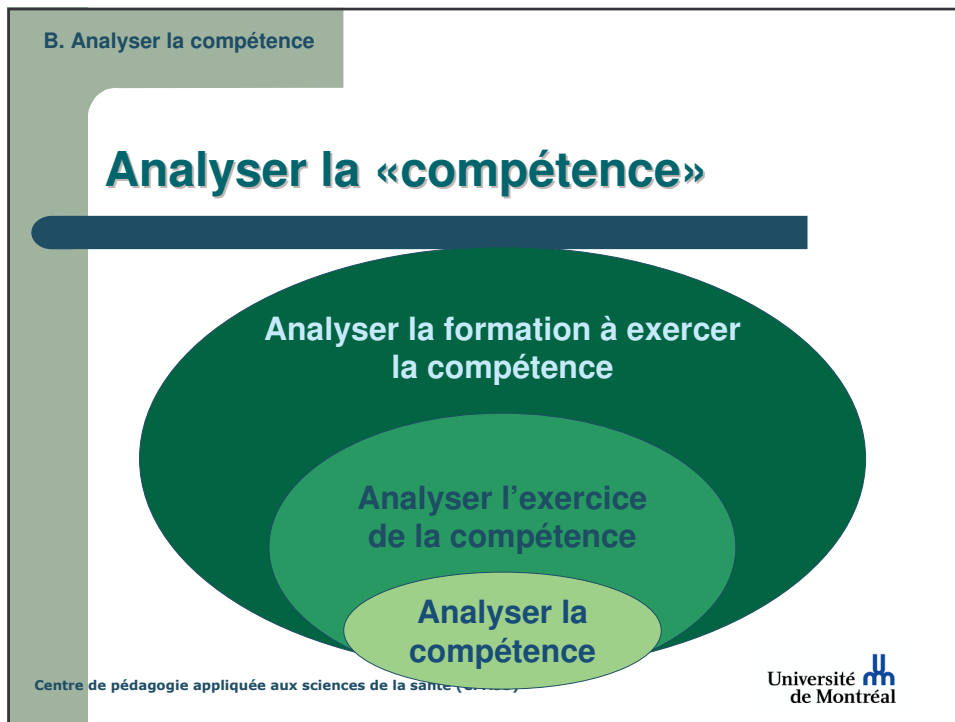 B. Analyser la compétence
Analyser la «compétence»
Analyser la formation à exercer
la compétence
Analyser l’exercice
de la compétence
Analyser la
compétence
Centre de pédagogie appliquée aux sciences de la santé
Université
de Montréal